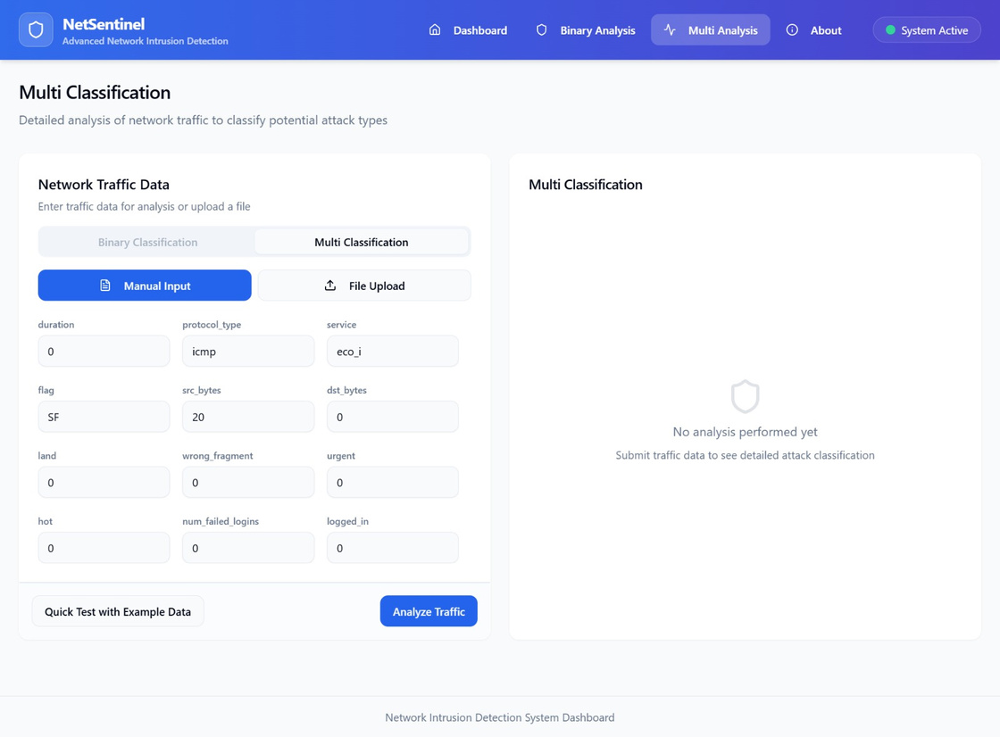 NetSentinel
Advanced Network Intrusion Detection
Dashboard
Binary Analysis
Multi Analysis
About
System Active
Multi Classification
Detailed analysis of network traffic to classify potential attack types
Network Traffic Data
Enter traffic data for analysis or upload a file
Binary Classification
Multi Classification
Manual Input
File Upload
duration protocol_type service
0 icmp eco_i
flag src_bytes dst_bytes
SF 20 0
land wrong_fragment urgent
0 0 0
hot num_failed_logins logged_in
0 0 0
Quick Test with Example Data
Analyze Traffic
Multi Classification
No analysis performed yet
Submit traffic data to see detailed attack classification
Network Intrusion Detection System Dashboard